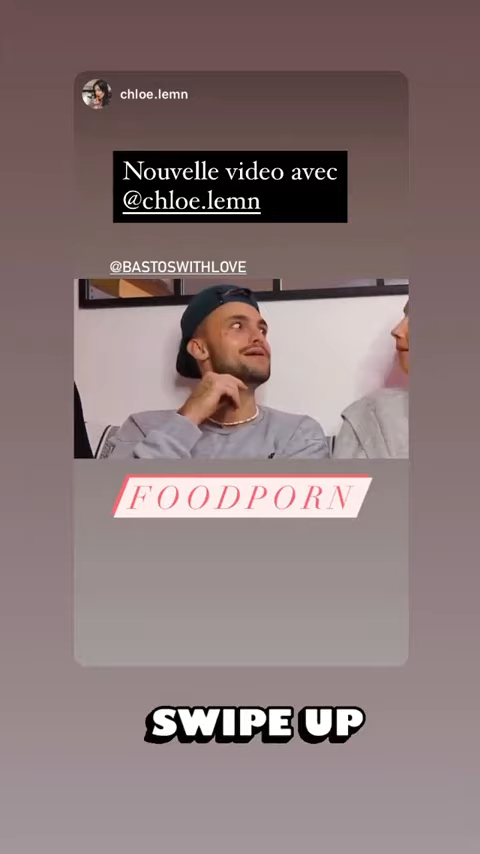 chloe.lemn
Nouvelle video avec
@chloe.lemn
@BASTOSWITHLOVE
FOODPORN
SWIPE UP